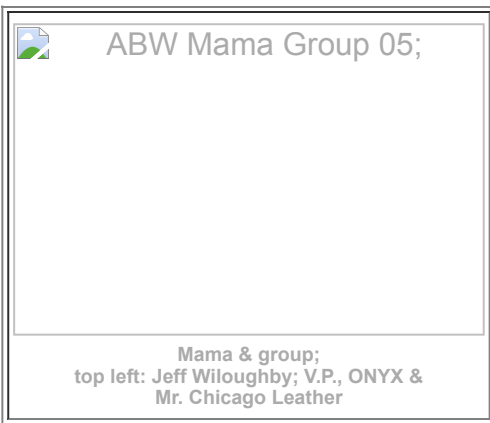 ABW Mama Group 05;
Mama & group;
top left: Jeff Wiloughby; V.P., ONYX &
Mr. Chicago Leather